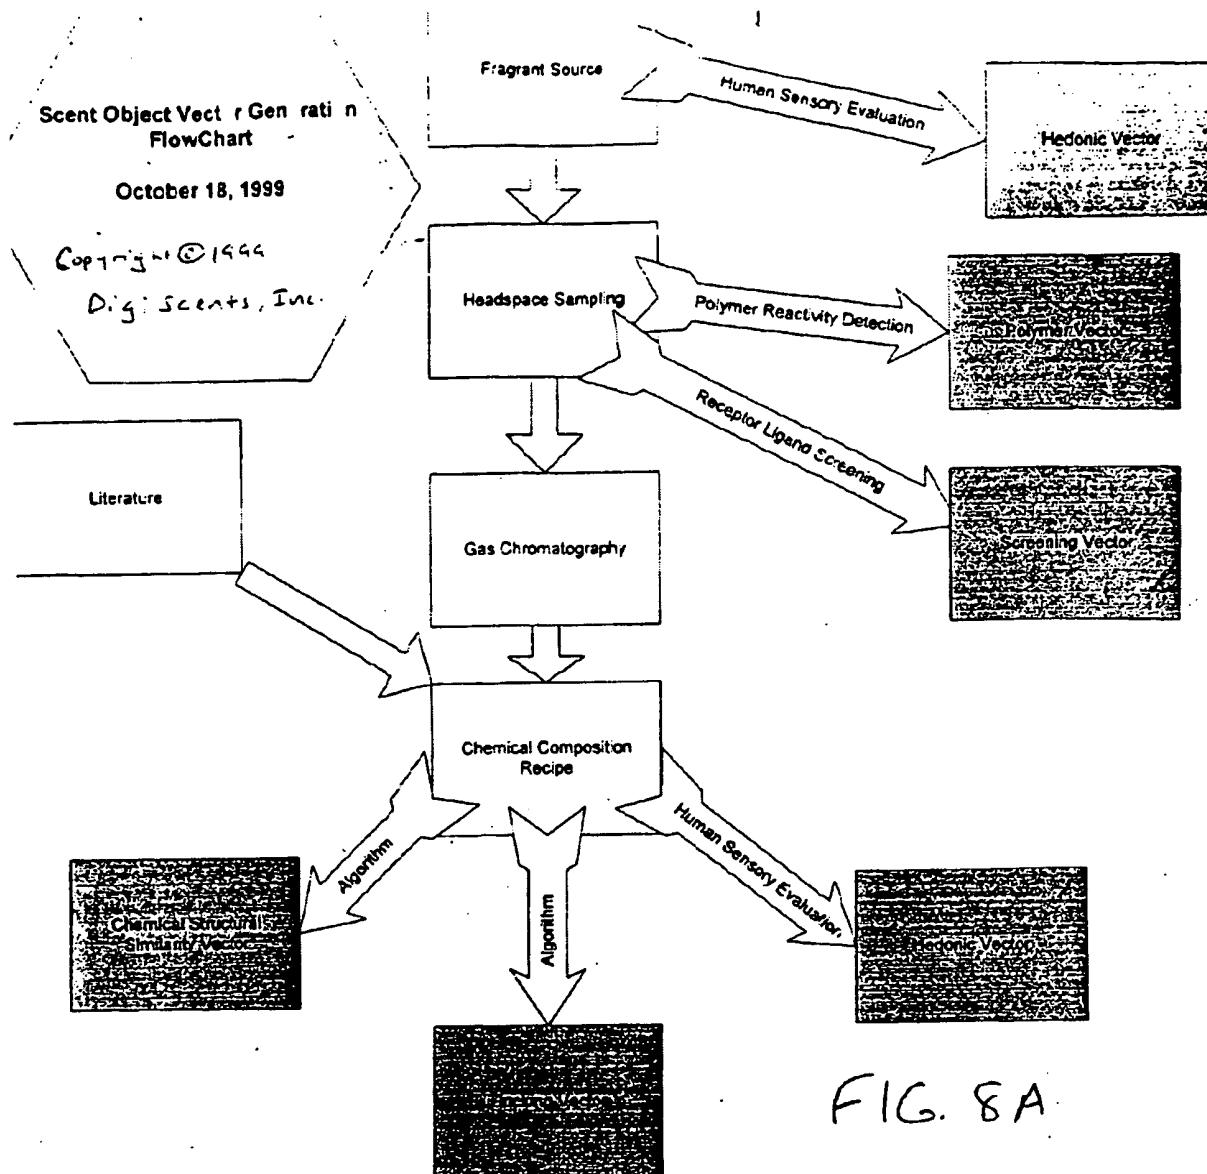 Scent Object Vect r Gen rati n
FlowChart
October 18, 1999
Copyright © 1999
DigiScents, Inc.
Fragrant Source
Human Sensory Evaluation
Hedonic Vector
Headspace Sampling
Polymer Reactivity Detection
Polymer Vector
Receptor Ligand Screening
Screening Vector
Literature
Gas Chromatography
Chemical Composition
Recipe
Algorithm
Chemical Structural
Similarity Vector
Algorithm
Human Sensory Evaluation
Hedonic Vector
Vector
FIG. 8A